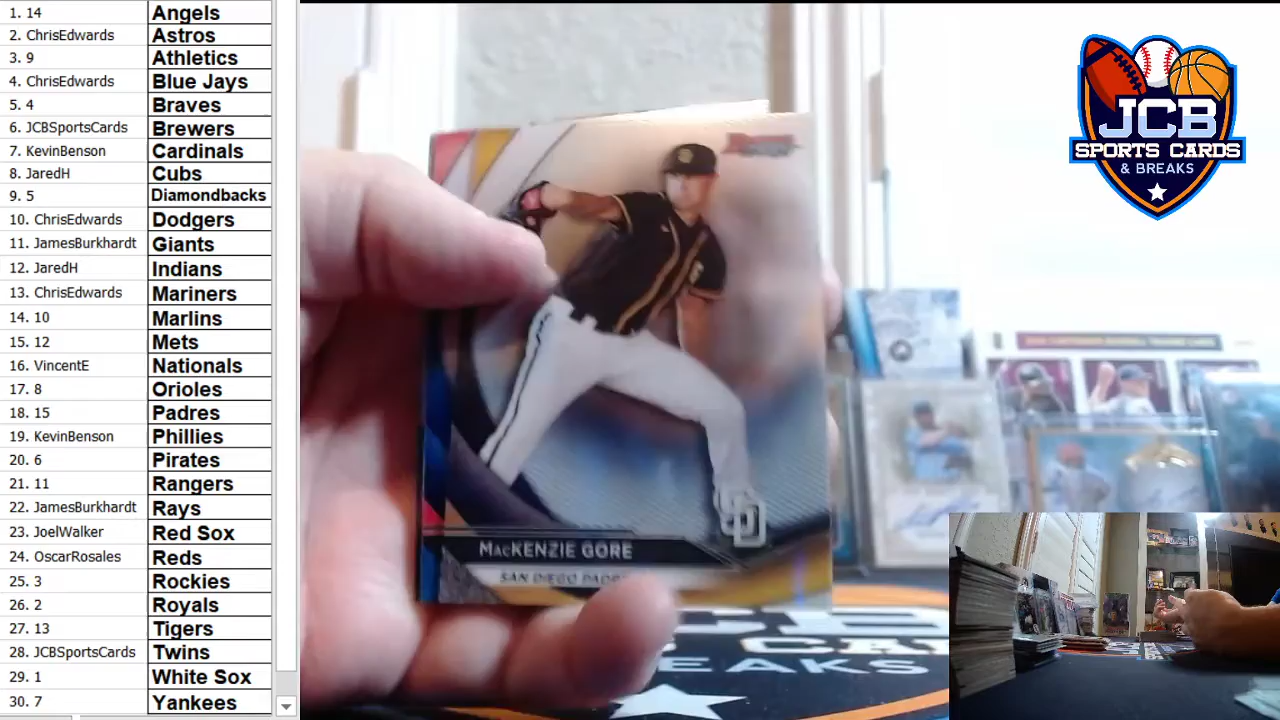 1. 14 Angels
2. ChrisEdwards Astros
3. 9 Athletics
4. ChrisEdwards Blue Jays
5. 4 Braves
6. JCBSportsCards Brewers
7. KevinBenson Cardinals
8. JaredH Cubs
9. 5 Diamondbacks
10. ChrisEdwards Dodgers
11. JamesBurkhardt Giants
12. JaredH Indians
13. ChrisEdwards Mariners
14. 10 Marlins
15. 12 Mets
16. VincentE Nationals
17. 8 Orioles
18. 15 Padres
19. KevinBenson Phillies
20. 6 Pirates
21. 11 Rangers
22. JamesBurkhardt Rays
23. JoelWalker Red Sox
24. OscarRosales Reds
25. 3 Rockies
26. 2 Royals
27. 13 Tigers
28. JCBSportsCards Twins
29. 1 White Sox
30. 7 Yankees
MacKENZIE GORE
SAN DIEGO
JCB
SPORTS CARDS
& BREAKS
BREAKS